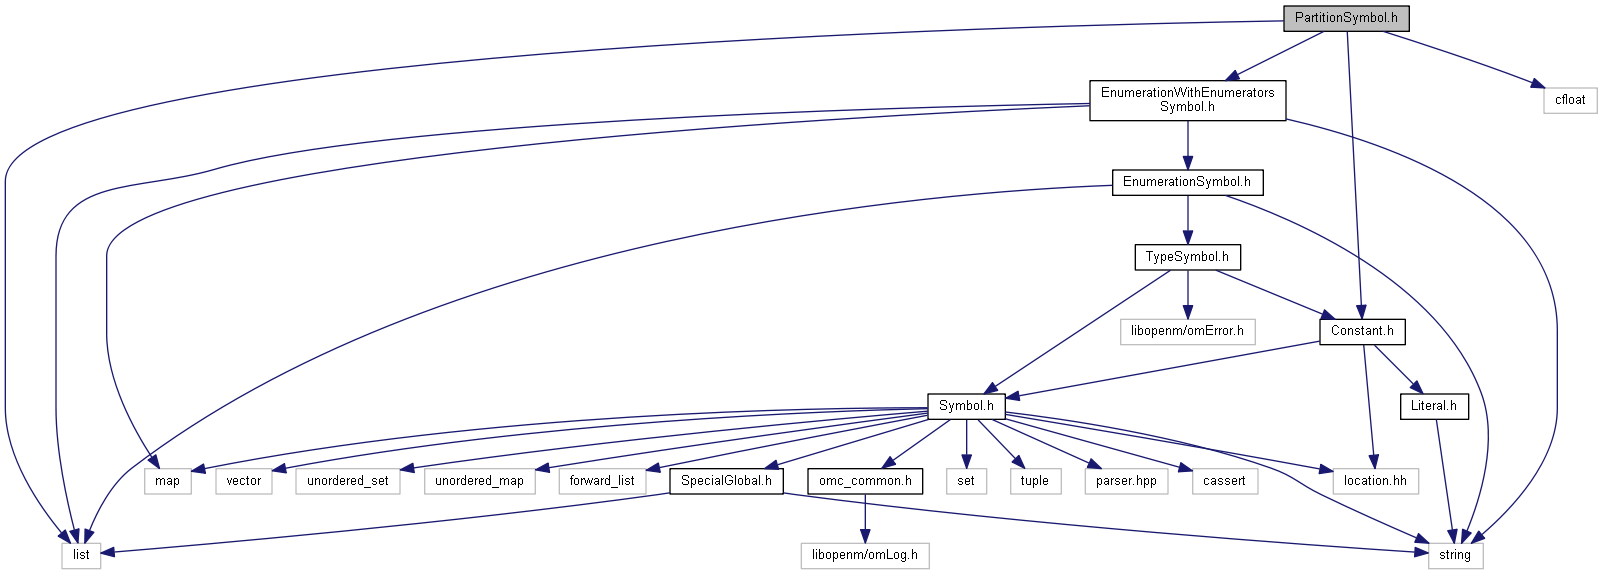 PartitionSymbol.h
EnumerationWithEnumerators
Symbol.h
cfloat
EnumerationSymbol.h
TypeSymbol.h
libopenm/omError.h
Constant.h
Symbol.h
Literal.h
map
vector
unordered_set
unordered_map
forward_list
SpecialGlobal.h
omc_common.h
set
tuple
parser.hpp
cassert
location.hh
list
libopenm/omLog.h
string